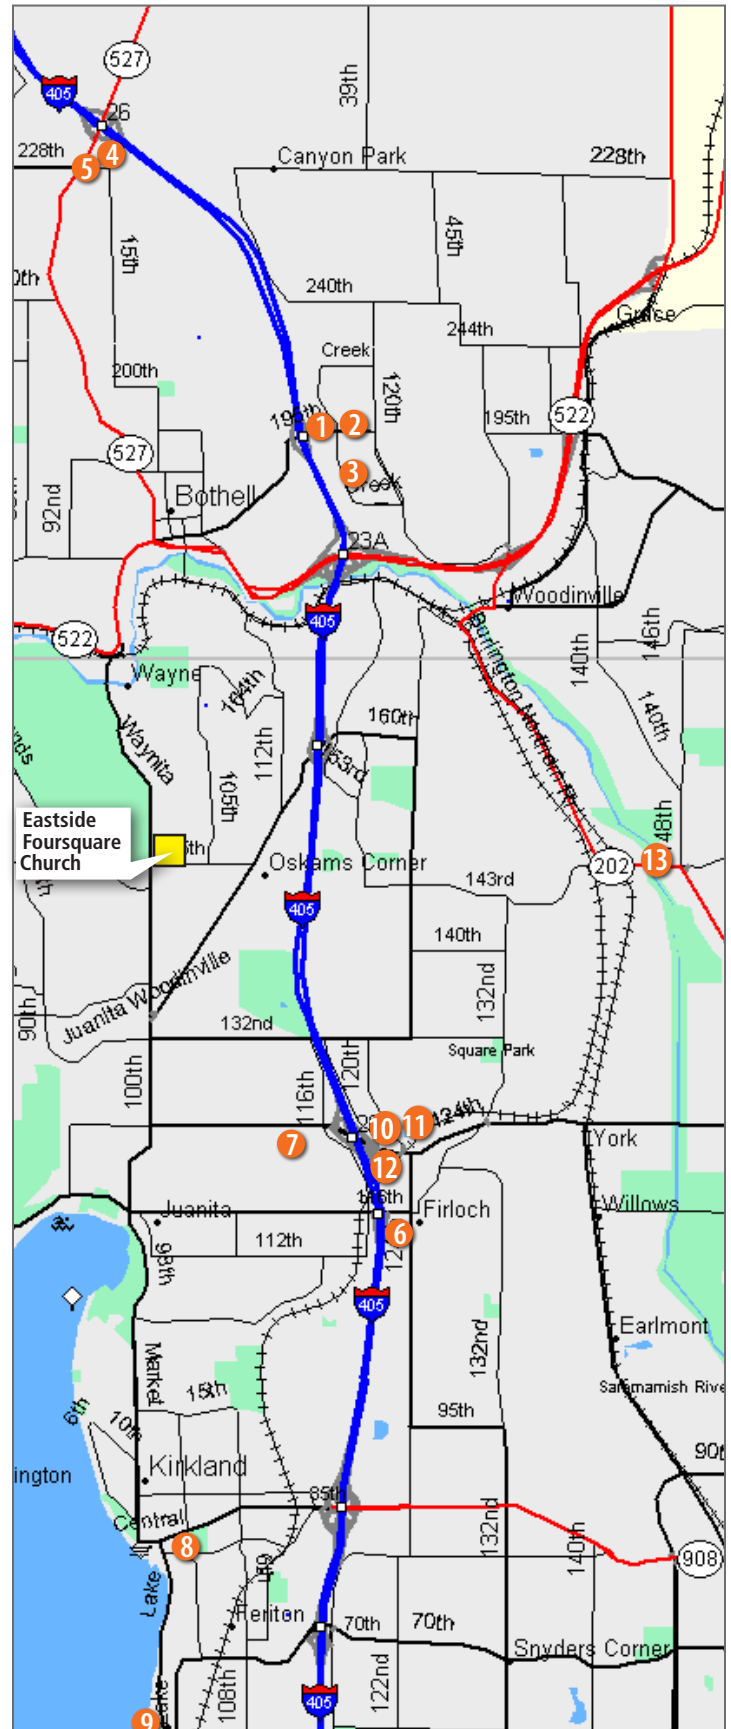 527
39th
405
26
228th
4
5
Canyon Park
228th
15th
45th
240th
0th
Grace
244th
200th
Creek
120th
195th
1
2
195th
522
527
3
Creek
92nd
Bothell
23A
Woodinville
405
522
Burlington Northern
140th
146th
Wayne
164th
140th
160th
Waynita
112th
153rd
105th
148th
Eastside
Foursquare
Church
Oskams Corner
13
202
143rd
405
140th
Juanita Woodinville
132nd
90th
132nd
Square Park
120th
116th
100th
124th
10
11
7
York
12
116th
Juanita
Firloch
Willows
6
112th
98th
405
Market
132nd
Earlmont
Sammamish Rive
15th
6th
10th
95th
Kirkland
90t
ington
85th
Central
132nd
140th
8
908
Lake
Feriton
70th
70th
Snyders Corner
108th
122nd
405
9